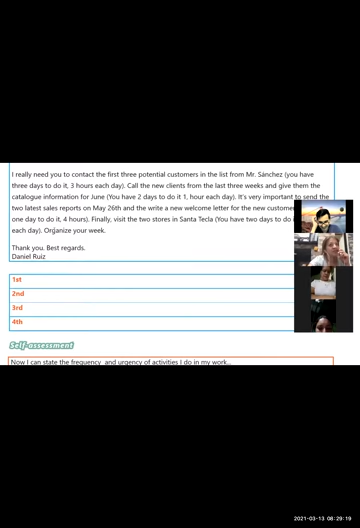 I really need you to contact the first three potential customers in the list from Mr. Sánchez (you have
three days to do it, 3 hours each day). Call the new clients from the last three weeks and give them the
catalogue information for June (You have 2 days to do it 1, hour each day). It's very important to send the
two latest sales reports on May 26th and the write a new welcome letter for the new custome
one day to do it, 4 hours). Finally, visit the two stores in Santa Tecla (You have two days to do i
each day). Organize your week.
Thank you. Best regards.
Daniel Ruiz
1st
2nd
3rd
4th
Self-assessment
Now I can state the frequency and urgency of activities I do in my work...
2021-03-13 08:29:19